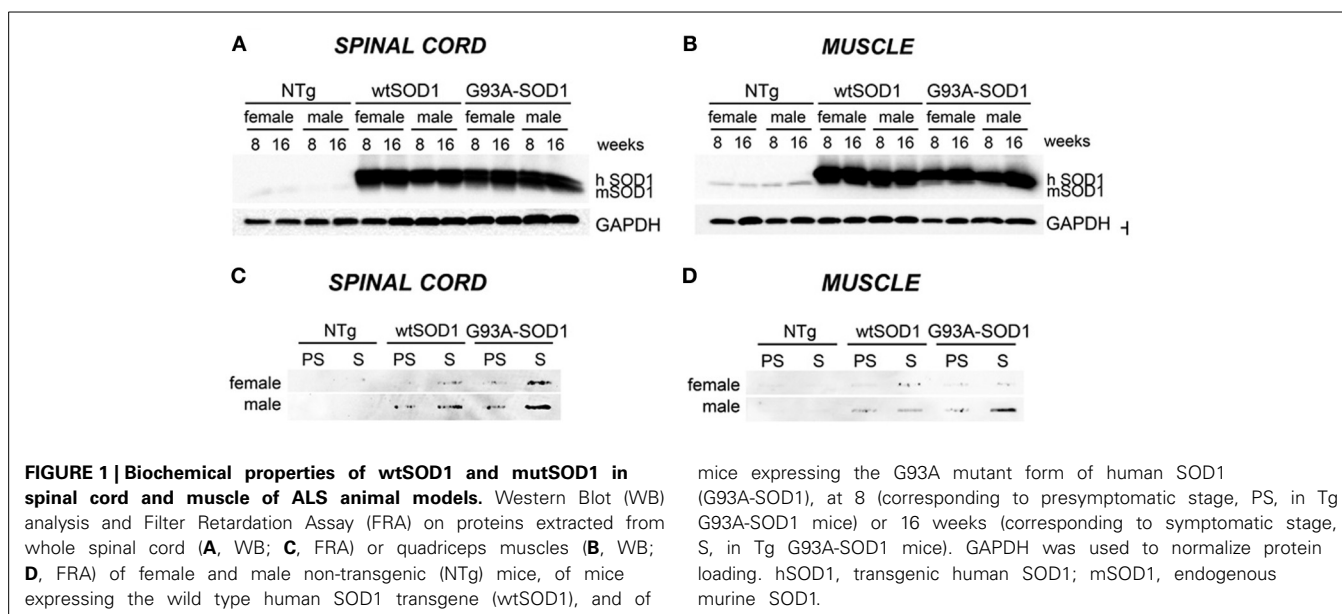 A
SPINAL CORD
NTg wtSOD1 G93A-SOD1
female male female male female male
8 16 8 16 8 16 8 16 8 16 8 16 weeks
h SOD1
mSOD1
GAPDH
B
MUSCLE
NTg wtSOD1 G93A-SOD1
female male female male female male
8 16 8 16 8 16 8 16 8 16 8 16 weeks
h SOD1
mSOD1
GAPDH
C
SPINAL CORD
NTg wtSOD1 G93A-SOD1
PS S PS S PS S
female
male
D
MUSCLE
NTg wtSOD1 G93A-SOD1
PS S PS S PS S
female
male
FIGURE 1 | Biochemical properties of wtSOD1 and mutSOD1 in
spinal cord and muscle of ALS animal models. Western Blot (WB)
analysis and Filter Retardation Assay (FRA) on proteins extracted from
whole spinal cord (A, WB; C, FRA) or quadriceps muscles (B, WB;
D, FRA) of female and male non-transgenic (NTg) mice, of mice
expressing the wild type human SOD1 transgene (wtSOD1), and of
mice expressing the G93A mutant form of human SOD1
(G93A-SOD1), at 8 (corresponding to presymptomatic stage, PS, in Tg
G93A-SOD1 mice) or 16 weeks (corresponding to symptomatic stage,
S, in Tg G93A-SOD1 mice). GAPDH was used to normalize protein
loading. hSOD1, transgenic human SOD1; mSOD1, endogenous
murine SOD1.